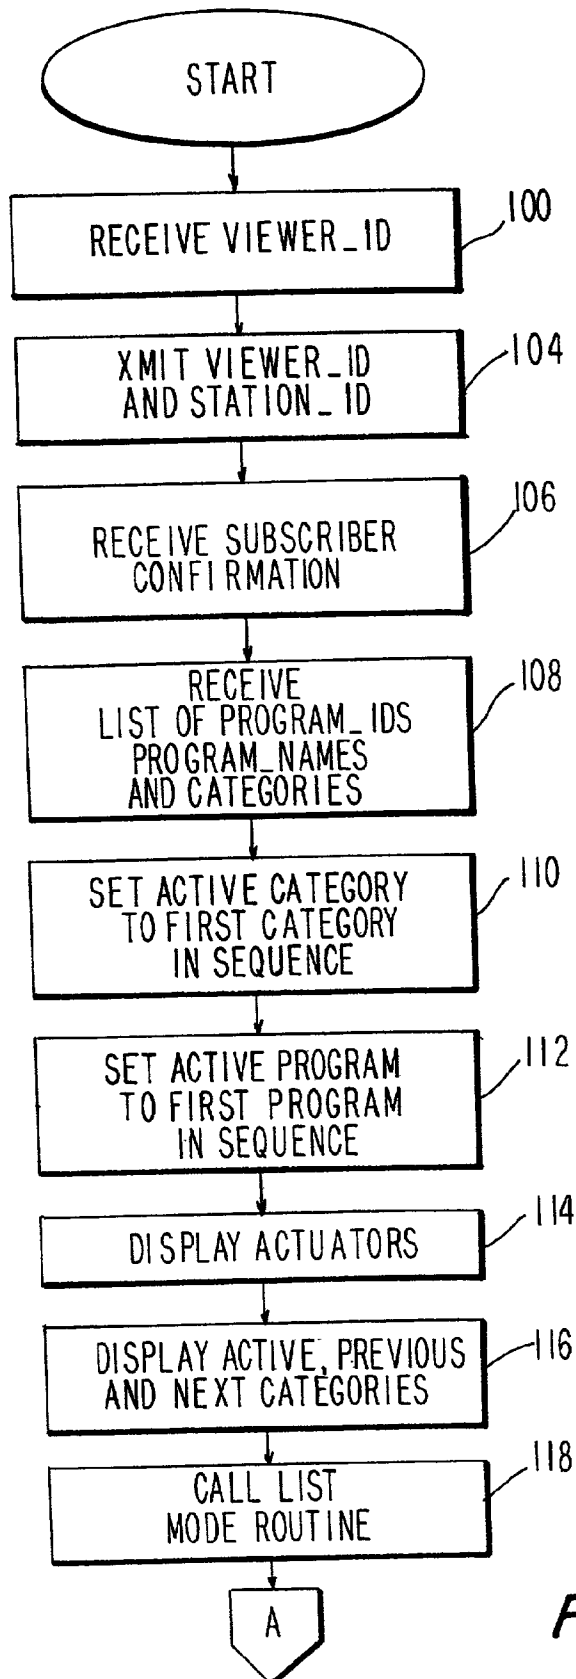 START
RECEIVE VIEWER_ID
100
XMIT VIEWER_ID
AND STATION_ID
104
RECEIVE SUBSCRIBER
CONFIRMATION
106
RECEIVE
LIST OF PROGRAM_IDS
PROGRAM_NAMES
AND CATEGORIES
108
SET ACTIVE CATEGORY
TO FIRST CATEGORY
IN SEQUENCE
110
SET ACTIVE PROGRAM
TO FIRST PROGRAM
IN SEQUENCE
112
DISPLAY ACTUATORS
114
DISPLAY ACTIVE, PREVIOUS
AND NEXT CATEGORIES
116
CALL LIST
MODE ROUTINE
118
A
F